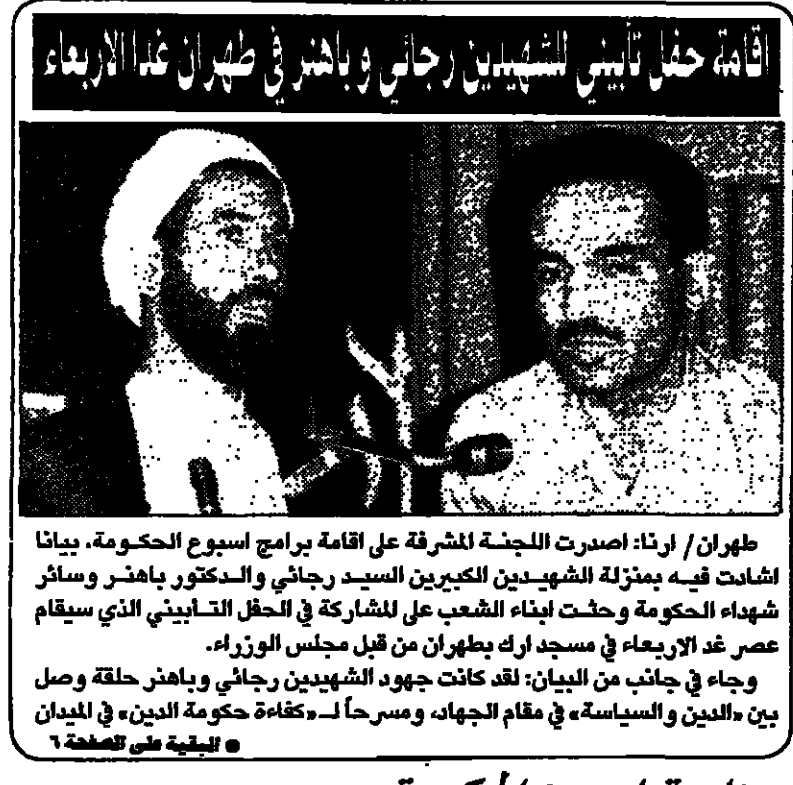 اقامة حفل تأبيني للشهيدين رجائي وباهنر في طهران غدا الاربعاء
طهران/ ارنا: اصدرت اللجنة المشرفة على اقامة برامج اسبوع الحكومة، بيانا
اشادت فيه بمنزلة الشهيدين الكبيرين السيد رجائي والدكتور باهنر وسائر
شهداء الحكومة وحثت ابناء الشعب على المشاركة في الحفل التأبيني الذي سيقام
عصر غد الاربعاء في مسجد ارك بطهران من قبل مجلس الوزراء.
وجاء في جانب من البيان: لقد كانت جهود الشهيدين رجائي وباهنر حلقة وصل
بين «الدين والسياسة» في مقام الجهاد، ومسرحاً لـ«كفاءة حكومة الدين» في الميدان
● البقية على الصفحة ٦